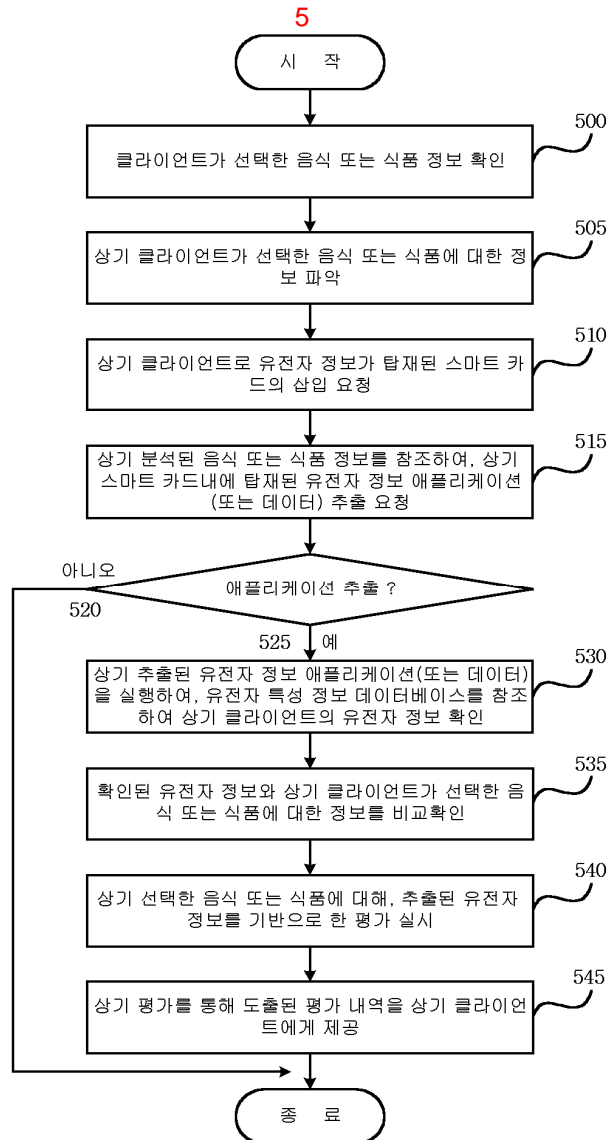 5
시 작
500
클라이언트가 선택한 음식 또는 식품 정보 확인
505
상기 클라이언트가 선택한 음식 또는 식품에 대한 정
보 파악
510
상기 클라이언트로 유전자 정보가 탑재된 스마트 카
드의 삽입 요청
515
상기 분석된 음식 또는 식품 정보를 참조하여, 상기
스마트 카드내에 탑재된 유전자 정보 애플리케이션
(또는 데이터) 추출 요청
아니오
520
애플리케이션 추출 ?
525 예
530
상기 추출된 유전자 정보 애플리케이션(또는 데이터)
을 실행하여, 유전자 특성 정보 데이터베이스를 참조
하여 상기 클라이언트의 유전자 정보 확인
535
확인된 유전자 정보와 상기 클라이언트가 선택한 음
식 또는 식품에 대한 정보를 비교확인
540
상기 선택한 음식 또는 식품에 대해, 추출된 유전자
정보를 기반으로 한 평가 실시
545
상기 평가를 통해 도출된 평가 내역을 상기 클라이언
트에게 제공
종 료